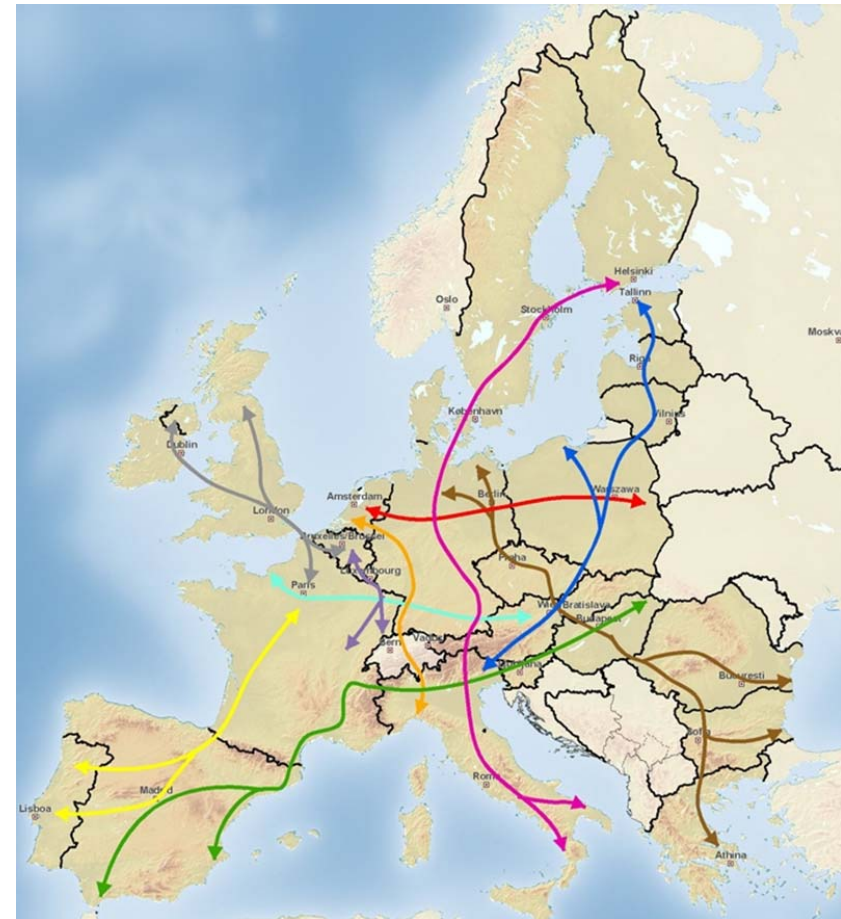 Helsinki
Tallinn
Oslo
Stockholm
Moskva
Riga
København
Vilnius
Dublin
Amsterdam
Berlin
Warszawa
London
Bruxelles/Brussel
Praha
Luxembourg
Paris
Wien
Bratislava
Budapest
Bern
Vaduz
Ljubljana
Bucuresti
Sofia
Roma
Madrid
Lisboa
Athina